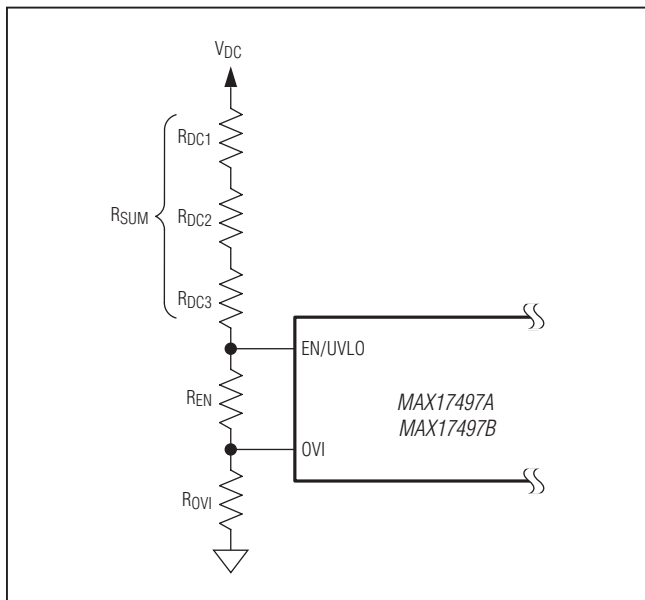 VDC
RDC1
RDC2
RSUM
RDC3
EN/UVLO
REN
MAX17497A
MAX17497B
OVI
ROVI